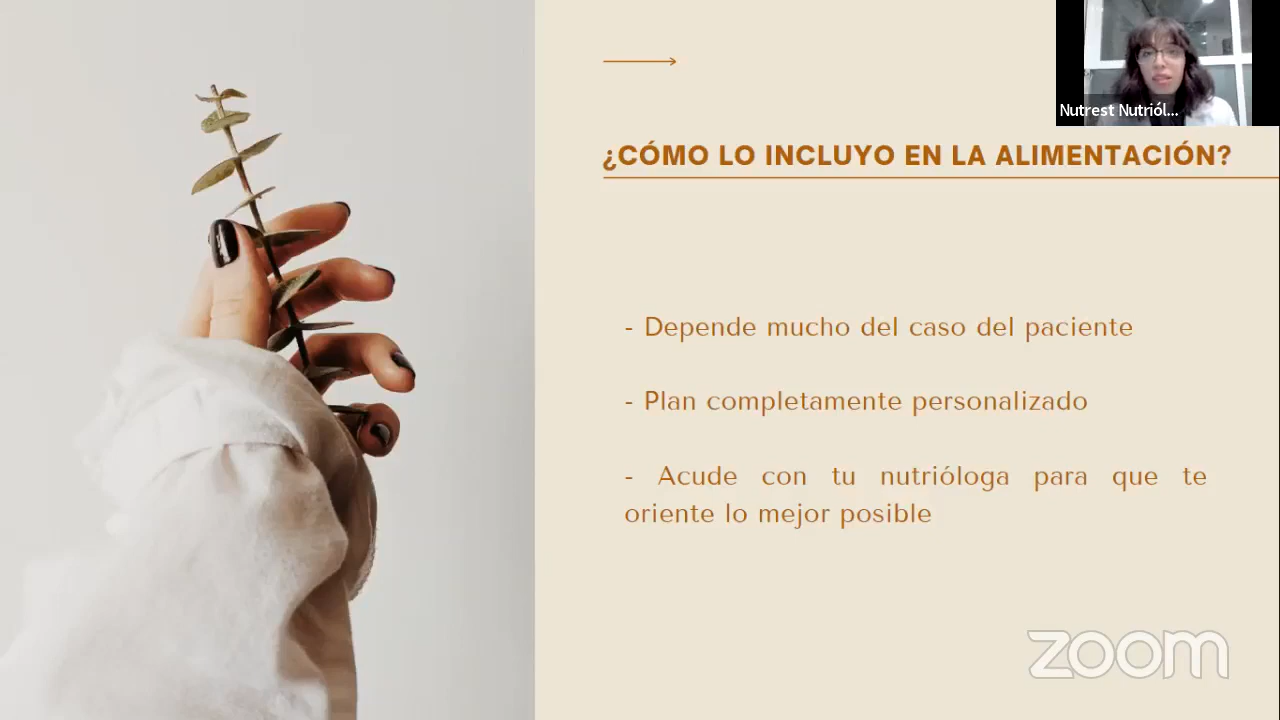 Nutrest Nutriól...
¿CÓMO LO INCLUYO EN LA ALIMENTACIÓN?
- Depende mucho del caso del paciente
- Plan completamente personalizado
- Acude con tu nutrióloga para que te
oriente lo mejor posible
zoom